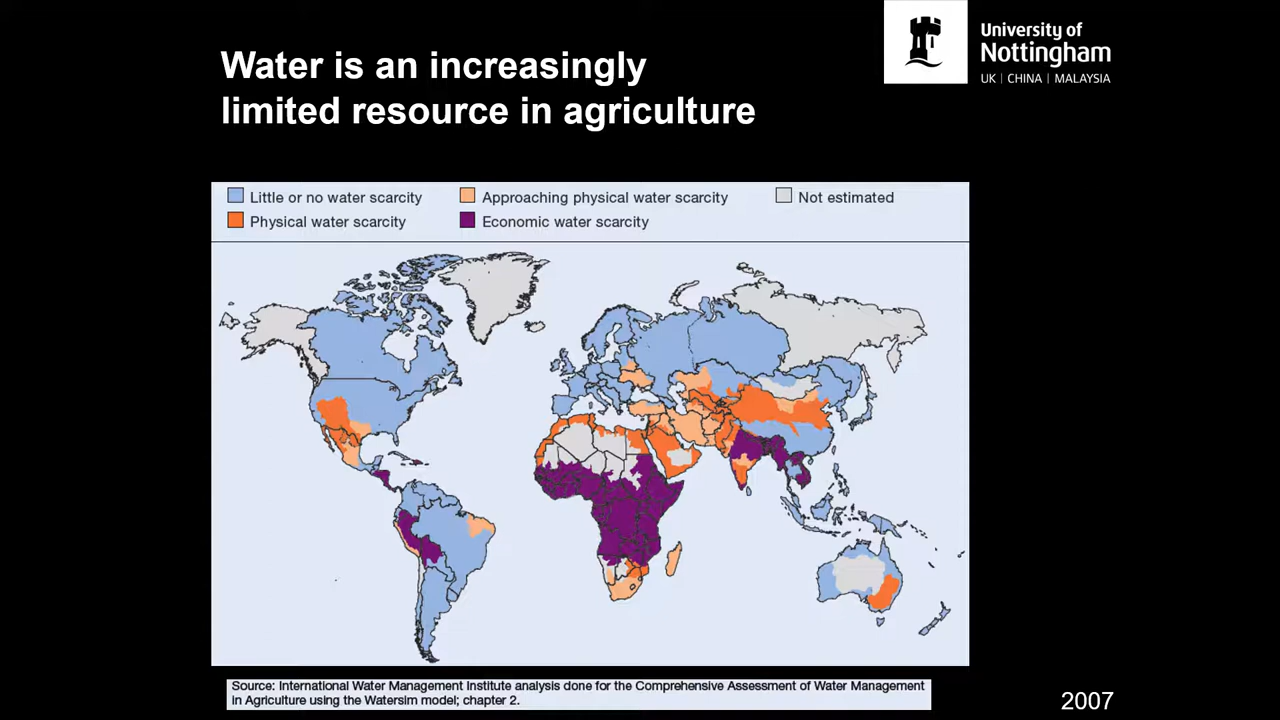 Water is an increasingly
limited resource in agriculture
University of
Nottingham
UK | CHINA | MALAYSIA
Little or no water scarcity
Approaching physical water scarcity
Not estimated
Physical water scarcity
Economic water scarcity
Source: International Water Management Institute analysis done for the Comprehensive Assessment of Water Management
in Agriculture using the Watersim model; chapter 2.
2007